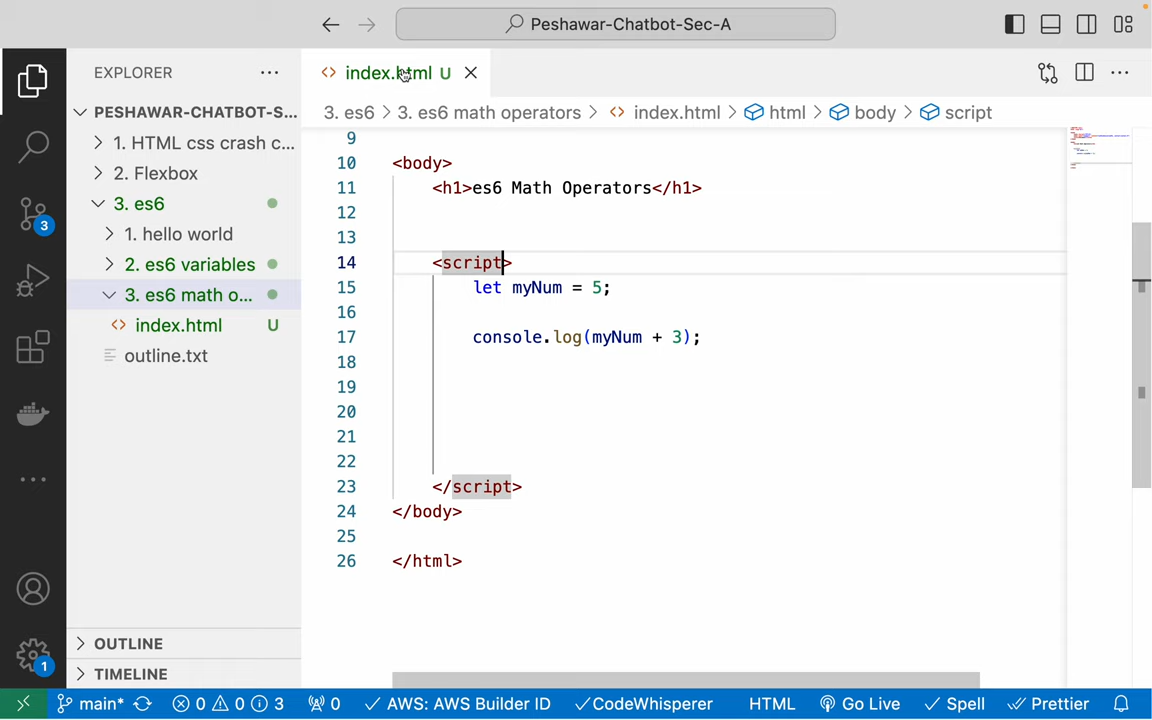 Peshawar-Chatbot-Sec-A
EXPLORER
index.html U
PESHAWAR-CHATBOT-S...
3. es6 > 3. es6 math operators > index.html > html > body > script
1. HTML css crash c...
2. Flexbox
3. es6
1. hello world
2. es6 variables
3. es6 math o...
index.html U
outline.txt
9
10 <body>
11 <h1>es6 Math Operators</h1>
12
13
14 <script>
15 let myNum = 5;
16
17 console.log(myNum + 3);
18
19
20
21
22
23 </script>
24 </body>
25
26 </html>
3
1
OUTLINE
TIMELINE
main* 0 0 3 0 AWS: AWS Builder ID CodeWhisperer HTML Go Live Spell Prettier